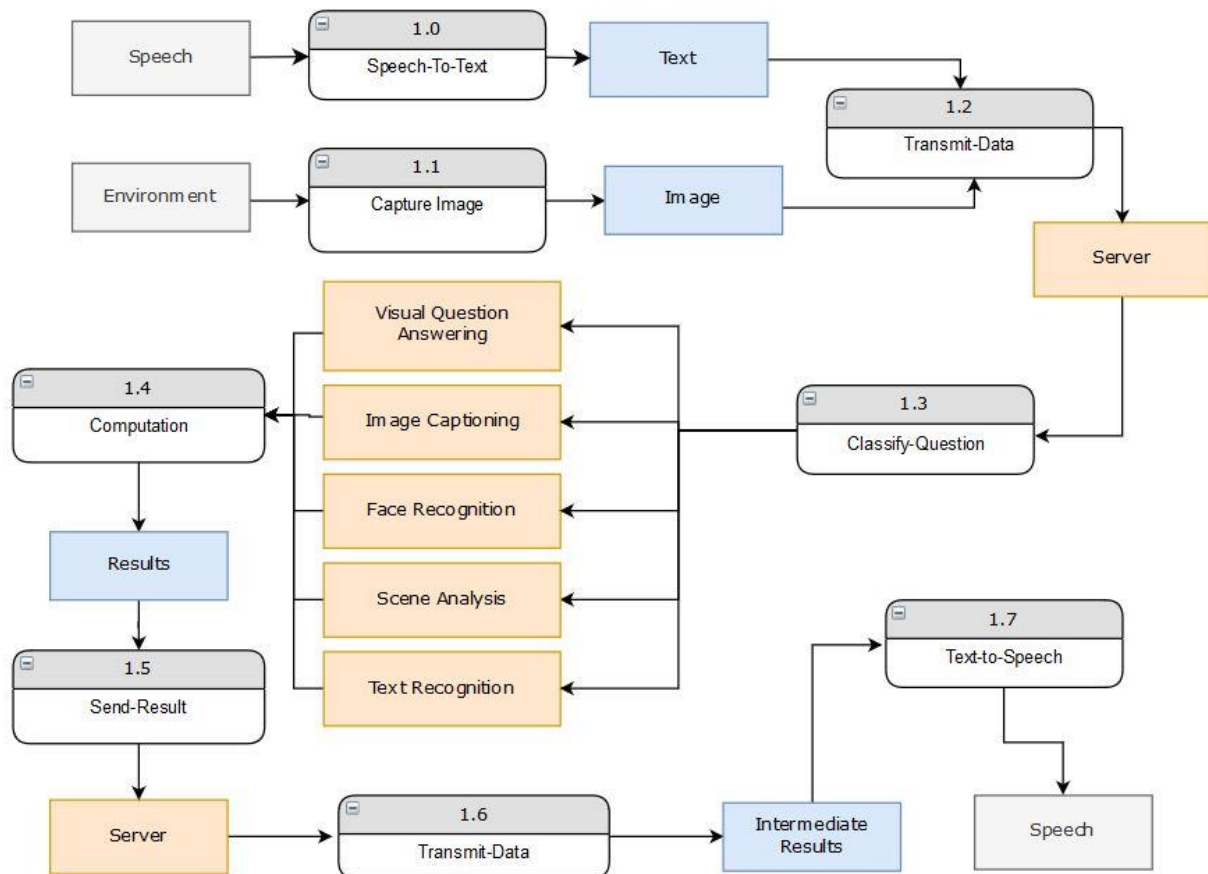 1.0
Speech
Speech-To-Text
Text
1.2
Transmit-Data
1.1
Environment
Capture Image
Image
Server
Visual Question
Answering
1.4
Computation
Image Captioning
1.3
Classify-Question
Face Recognition
Results
Scene Analysis
1.7
Text-to-Speech
1.5
Send-Result
Text Recognition
Server
1.6
Transmit-Data
Intermediate
Results
Speech